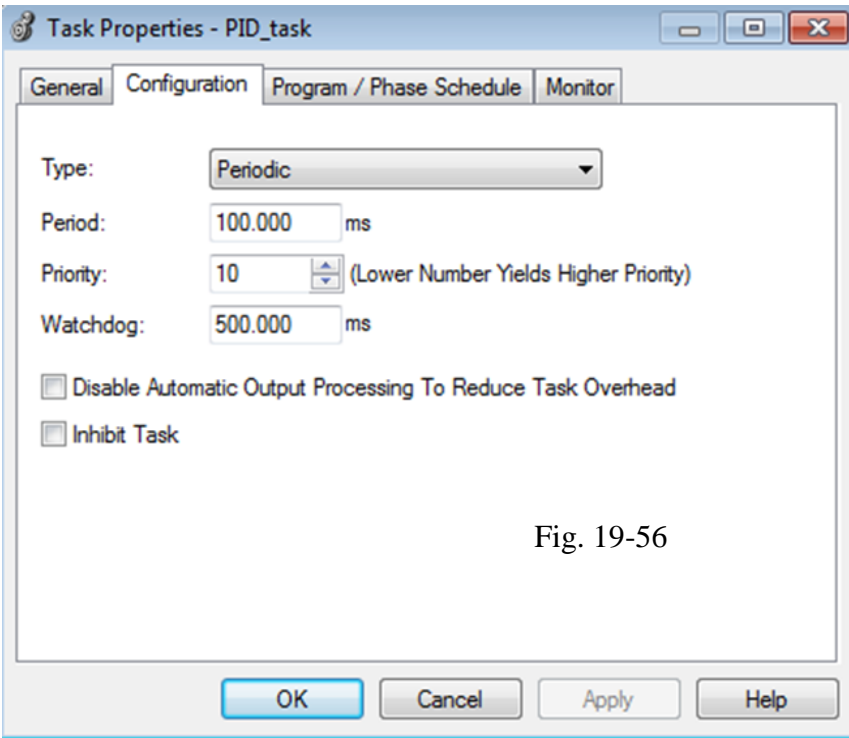 Task Properties - PID_task
General Configuration Program / Phase Schedule Monitor
Type: Periodic
Period: 100.000 ms
Priority: 10 (Lower Number Yields Higher Priority)
Watchdog: 500.000 ms
Disable Automatic Output Processing To Reduce Task Overhead
Inhibit Task
Fig. 19-56
OK Cancel Apply Help